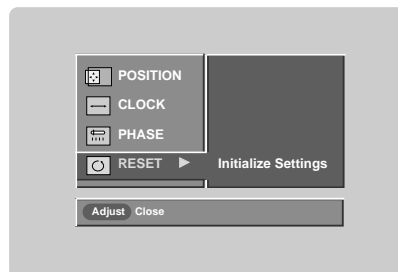 POSITION
CLOCK
PHASE
RESET Initialize Settings
Adjust Close